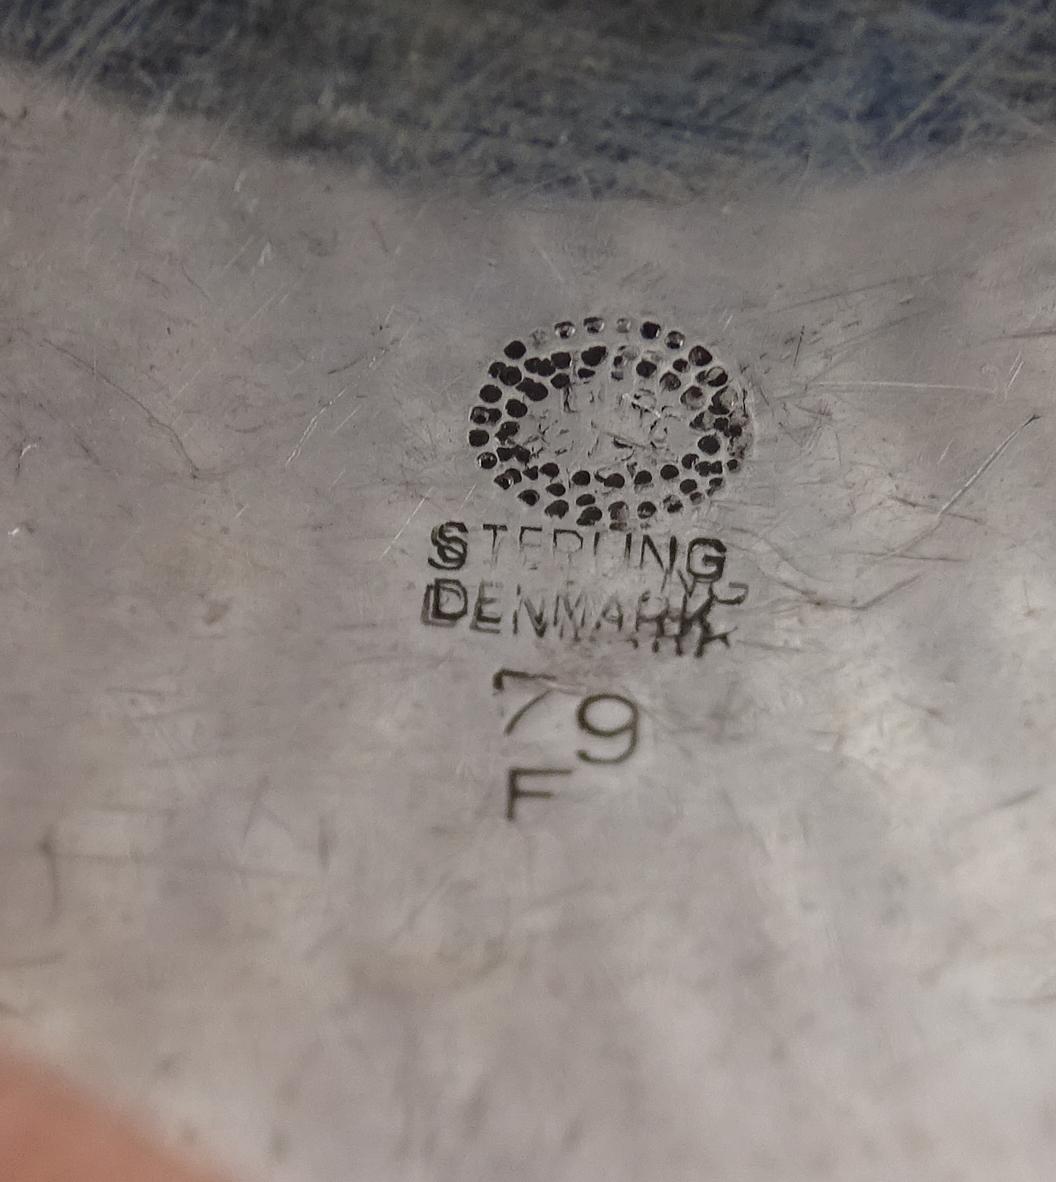 STERLING
DENMARK
79
F